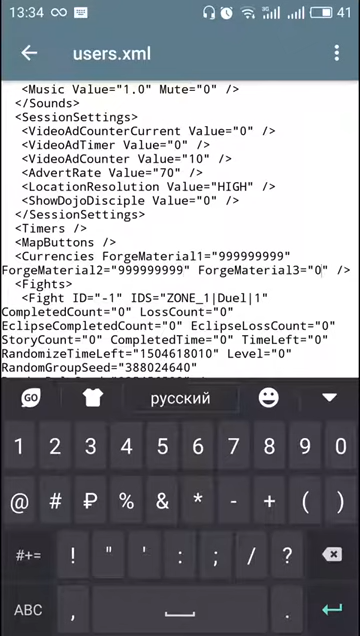 13:34
3G
41
users.xml
<Music Value="1.0" Mute="0" />
</Sounds>
<SessionSettings>
<VideoAdCounterCurrent Value="0" />
<VideoAdTimer Value="0" />
<VideoAdCounter Value="10" />
<AdvertRate Value="70" />
<LocationResolution Value="HIGH" />
<ShowDojoDisciple Value="0" />
</SessionSettings>
<Timers />
<MapButtons />
<Currencies ForgeMaterial1="999999999"
ForgeMaterial2="999999999" ForgeMaterial3="0" />
<Fights>
<Fight ID="-1" IDS="ZONE_1|Duel|1"
CompletedCount="0" LossCount="0"
EclipseCompletedCount="0" EclipseLossCount="0"
StoryCount="0" CompletedTime="0" TimeLeft="0"
RandomizeTimeLeft="1504618010" Level="0"
RandomGroupSeed="388024640"
GO
русский
1 2 3 4 5 6 7 8 9 0
@ # ₽ % & * - + ( )
#+= ! " ' : ; / ?
ABC , .